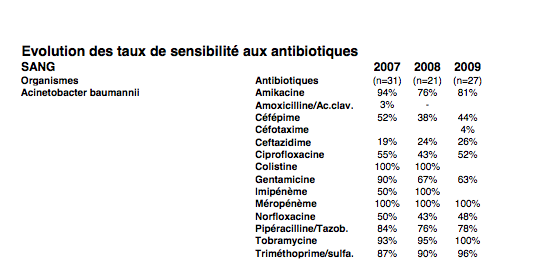 Evolution des taux de sensibilité aux antibiotiques
SANG 2007 2008 2009
Organismes Antibiotiques (n=31) (n=21) (n=27)
Acinetobacter baumannii Amikacine 94% 76% 81%
Amoxicilline/Ac.clav. 3% -
Céfépime 52% 38% 44%
Céfotaxime 4%
Ceftazidime 19% 24% 26%
Ciprofloxacine 55% 43% 52%
Colistine 100% 100%
Gentamicine 90% 67% 63%
Imipénème 50% 100%
Méropénème 100% 100% 100%
Norfloxacine 50% 43% 48%
Pipéracilline/Tazob. 84% 76% 78%
Tobramycine 93% 95% 100%
Triméthoprime/sulfa. 87% 90% 96%